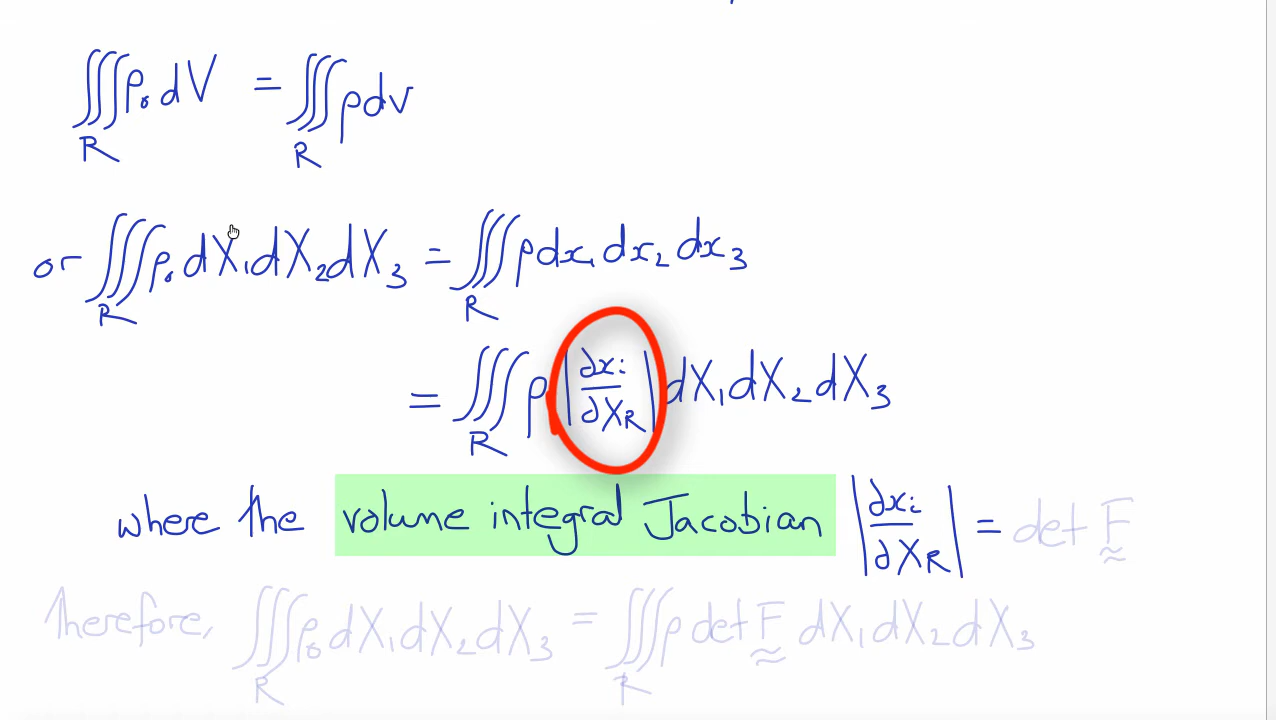 ∭_R ρ₀ dV = ∭_R ρ dv
or ∭_R ρ₀ dX₁ dX₂ dX₃ = ∭_R ρ dx₁ dx₂ dx₃
= ∭_R ρ |∂xᵢ/∂X_R| dX₁ dX₂ dX₃
where the volume integral Jacobian |∂xᵢ/∂X_R| = det F
Therefore, ∭_R ρ₀ dX₁ dX₂ dX₃ = ∭_R ρ det F dX₁ dX₂ dX₃